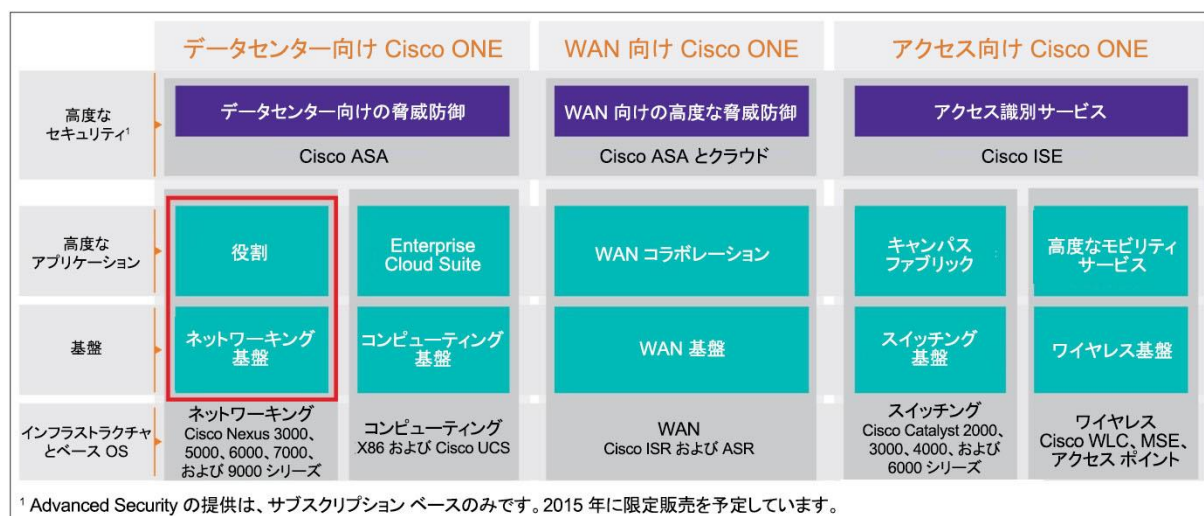 データセンター向け Cisco ONE
WAN 向け Cisco ONE
アクセス向け Cisco ONE
高度な
セキュリティ¹
データセンター向けの脅威防御
Cisco ASA
WAN 向けの高度な脅威防御
Cisco ASA とクラウド
アクセス識別サービス
Cisco ISE
高度な
アプリケーション
役割
Enterprise
Cloud Suite
WAN コラボレーション
キャンパス
ファブリック
高度なモビリティ
サービス
基盤
ネットワーキング
基盤
コンピューティング
基盤
WAN 基盤
スイッチング
基盤
ワイヤレス基盤
インフラストラクチャ
とベース OS
ネットワーキング
Cisco Nexus 3000、
5000、6000、7000、
および 9000 シリーズ
コンピューティング
X86 および Cisco UCS
WAN
Cisco ISR および ASR
スイッチング
Cisco Catalyst 2000、
3000、4000、および
6000 シリーズ
ワイヤレス
Cisco WLC、MSE、
アクセス ポイント
¹ Advanced Security の提供は、サブスクリプション ベースのみです。2015 年に限定販売を予定しています。